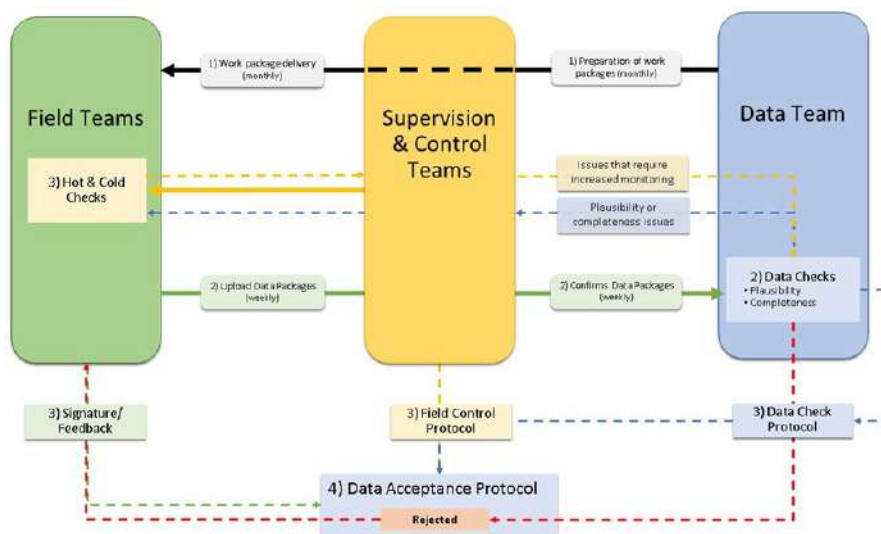 1) Work package delivery
(monthly)
1) Preparation of work
packages (monthly)
Field Teams
Supervision
& Control
Teams
Data Team
3) Hot & Cold
Checks
Issues that require
increased monitoring
Plausibility or
completeness issues
2) Upload Data Packages
(weekly)
2) Confirms Data Packages
(weekly)
2) Data Checks
• Plausibility
• Completeness
3) Signature/
Feedback
3) Field Control
Protocol
3) Data Check
Protocol
4) Data Acceptance Protocol
Rejected